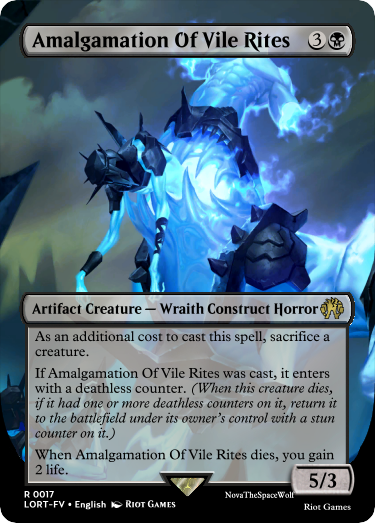 Amalgamation Of Vile Rites 3
Artifact Creature — Wraith Construct Horror
As an additional cost to cast this spell, sacrifice a
creature.
If Amalgamation Of Vile Rites was cast, it enters
with a deathless counter. (When this creature dies,
if it had one or more deathless counters on it, return it
to the battlefield under its owner's control with a stun
counter on it.)
When Amalgamation Of Vile Rites dies, you gain
2 life.
5/3
R 0017
LORT-FV • English Riot Games
NovaTheSpaceWolf
Riot Games